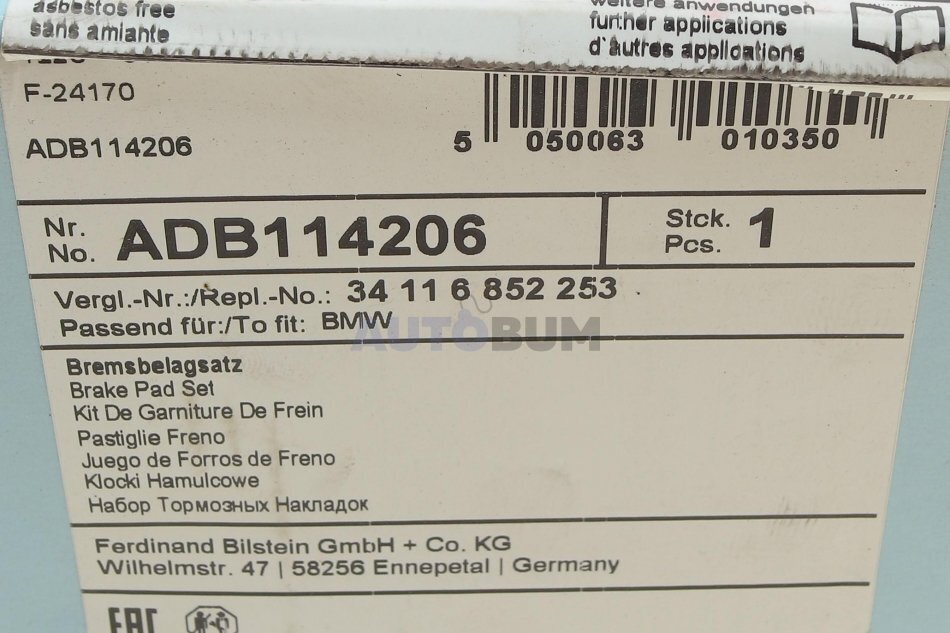 asbestos free
sans amiante
weitere anwendungen
further applications
d'autres applications
F-24170
ADB114206
5 050063 010350
Nr.
No. ADB114206
Stck.
Pcs. 1
Vergl.-Nr.:/Repl.-No.: 34 11 6 852 253
Passend für:/To fit: BMW
AUTOBUM
Bremsbelagsatz
Brake Pad Set
Kit De Garniture De Frein
Pastiglie Freno
Juego de Forros de Freno
Klocki Hamulcowe
Набор Тормозных Накладок
Ferdinand Bilstein GmbH + Co. KG
Wilhelmstr. 47 | 58256 Ennepetal | Germany
EAC